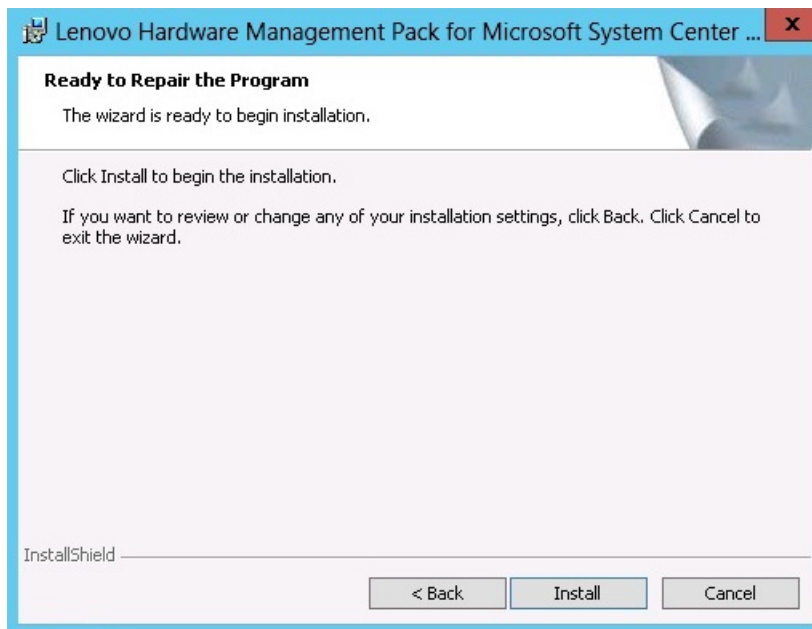 Lenovo Hardware Management Pack for Microsoft System Center ...
Ready to Repair the Program
The wizard is ready to begin installation.
Click Install to begin the installation.
If you want to review or change any of your installation settings, click Back. Click Cancel to
exit the wizard.
InstallShield
< Back Install Cancel